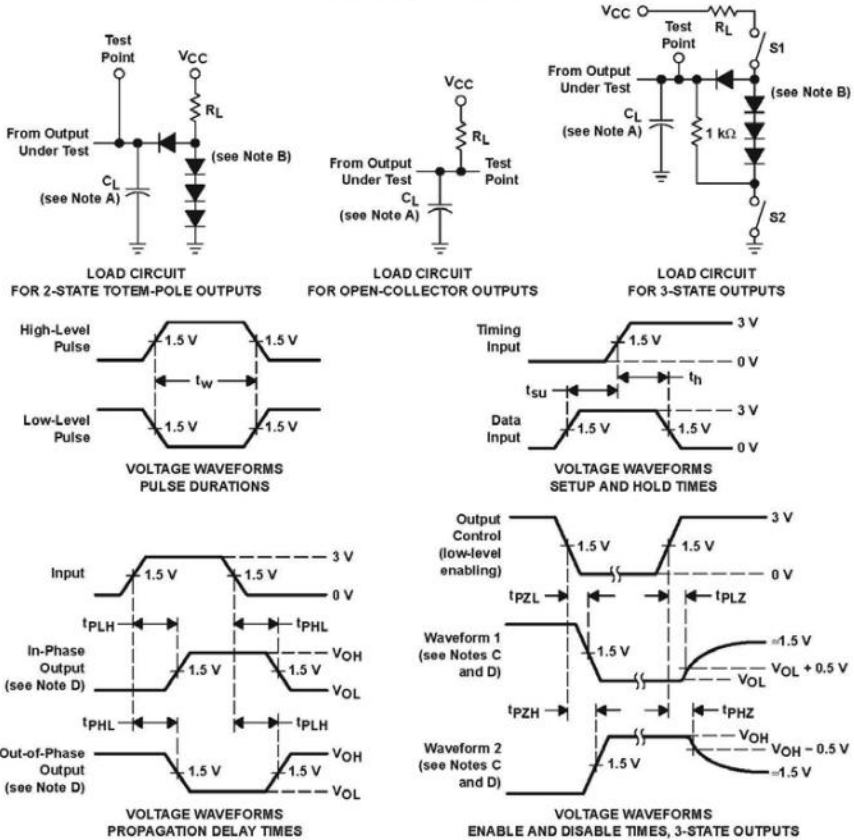 Test
Point
VCC
RL
From Output
Under Test
(see Note B)
CL
(see Note A)
LOAD CIRCUIT
FOR 2-STATE TOTEM-POLE OUTPUTS
VCC
RL
From Output
Under Test
Test
Point
CL
(see Note A)
LOAD CIRCUIT
FOR OPEN-COLLECTOR OUTPUTS
VCC
RL
Test
Point
S1
From Output
Under Test
(see Note B)
CL
(see Note A)
1 kΩ
S2
LOAD CIRCUIT
FOR 3-STATE OUTPUTS
High-Level
Pulse
1.5 V
1.5 V
tw
Low-Level
Pulse
1.5 V
1.5 V
VOLTAGE WAVEFORMS
PULSE DURATIONS
Timing
Input
3 V
1.5 V
0 V
tsu
th
Data
Input
3 V
1.5 V
1.5 V
0 V
VOLTAGE WAVEFORMS
SETUP AND HOLD TIMES
Input
3 V
1.5 V
1.5 V
0 V
tPLH
tPHL
In-Phase
Output
(see Note D)
VOH
1.5 V
1.5 V
VOL
tPHL
tPLH
Out-of-Phase
Output
(see Note D)
VOH
1.5 V
1.5 V
VOL
VOLTAGE WAVEFORMS
PROPAGATION DELAY TIMES
Output
Control
(low-level
enabling)
3 V
1.5 V
1.5 V
0 V
tPZL
tPLZ
Waveform 1
(see Notes C
and D)
≈1.5 V
1.5 V
VOL + 0.5 V
VOL
tPZH
tPHZ
Waveform 2
(see Notes C
and D)
VOH
VOH − 0.5 V
1.5 V
≈1.5 V
VOLTAGE WAVEFORMS
ENABLE AND DISABLE TIMES, 3-STATE OUTPUTS